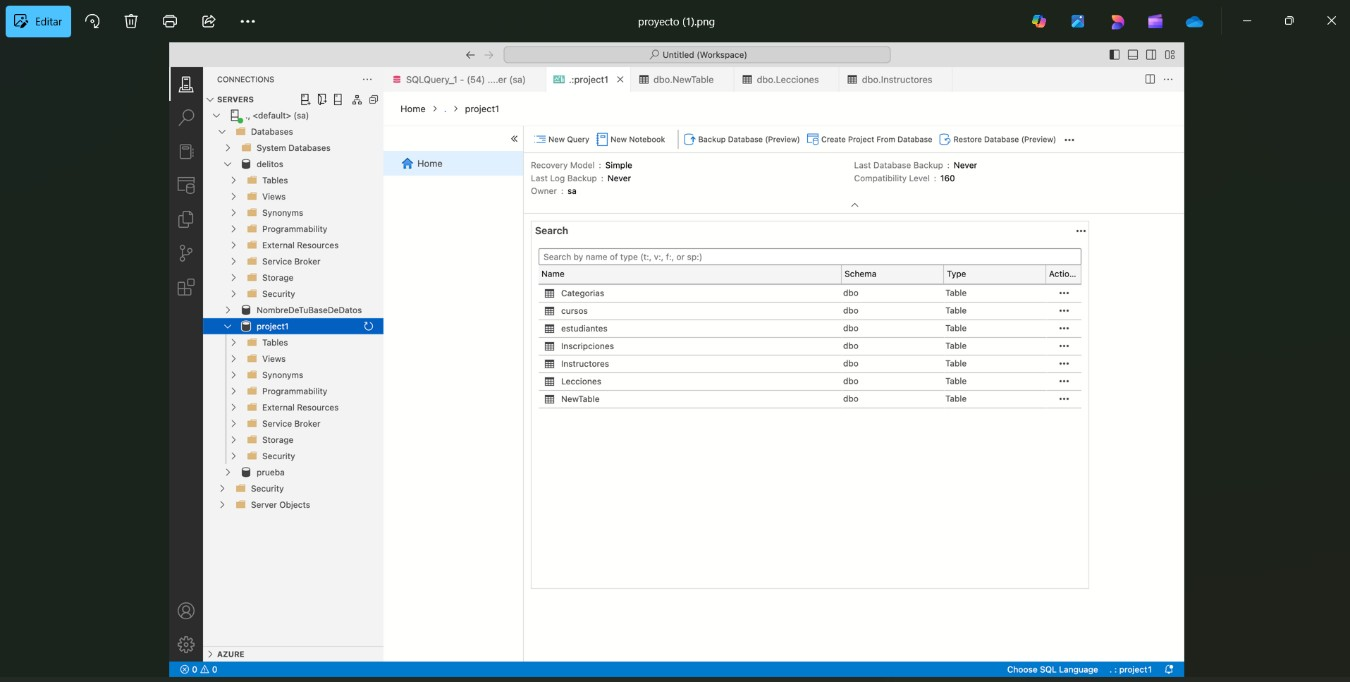 Editar
proyecto (1).png
Untitled (Workspace)
CONNECTIONS
SERVERS
., <default> (sa)
Databases
System Databases
delitos
Tables
Views
Synonyms
Programmability
External Resources
Service Broker
Storage
Security
NombreDeTuBaseDeDatos
project1
Tables
Views
Synonyms
Programmability
External Resources
Service Broker
Storage
Security
prueba
Security
Server Objects
AZURE
SQLQuery_1 - (54) ....er (sa)
.:project1
dbo.NewTable
dbo.Lecciones
dbo.Instructores
Home > . > project1
Home
New Query
New Notebook
Backup Database (Preview)
Create Project From Database
Restore Database (Preview)
Recovery Model : Simple
Last Database Backup : Never
Last Log Backup : Never
Compatibility Level : 160
Owner : sa
Search
Search by name of type (t:, v:, f:, or sp:)
Name Schema Type Actio...
Categorias dbo Table
cursos dbo Table
estudiantes dbo Table
Inscripciones dbo Table
Instructores dbo Table
Lecciones dbo Table
NewTable dbo Table
0 0
Choose SQL Language
. : project1